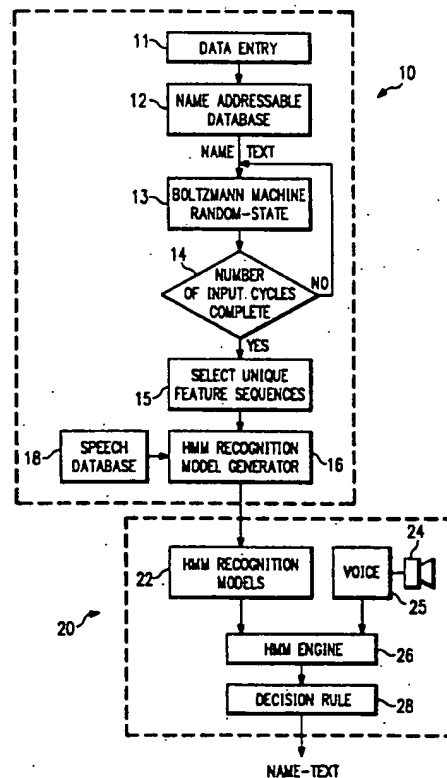 11
DATA ENTRY
10
12
NAME ADDRESSABLE
DATABASE
NAME TEXT
13
BOLTZMANN MACHINE
RANDOM-STATE
14
NUMBER
OF INPUT CYCLES
COMPLETE
NO
YES
15
SELECT UNIQUE
FEATURE SEQUENCES
18
SPEECH
DATABASE
HMM RECOGNITION
MODEL GENERATOR
16
24
22
HMM RECOGNITION
MODELS
VOICE
25
20
HMM ENGINE
26
DECISION RULE
28
NAME-TEXT